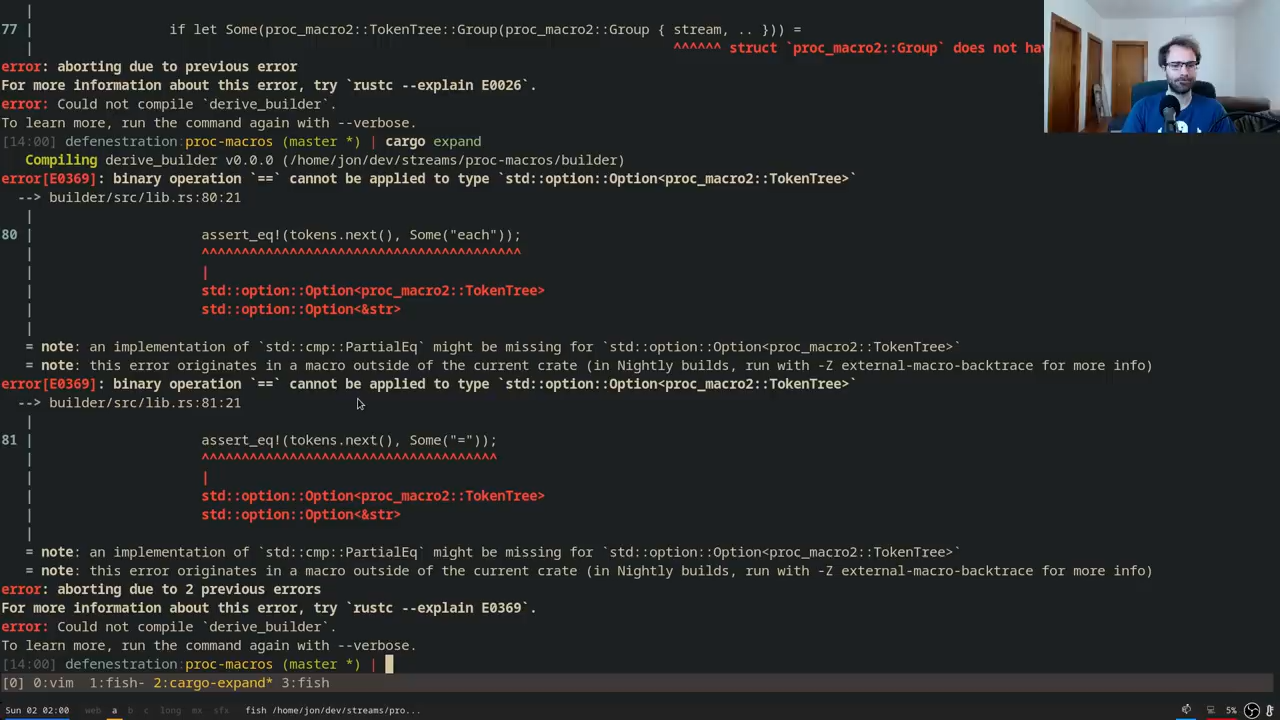 |
77 |                     if let Some(proc_macro2::TokenTree::Group(proc_macro2::Group { stream, .. })) =
|                                                                                   ^^^^^^ struct `proc_macro2::Group` does not
error: aborting due to previous error
For more information about this error, try `rustc --explain E0026`.
error: Could not compile `derive_builder`.
To learn more, run the command again with --verbose.
[14:00] defenestration:proc-macros (master *) | cargo expand
   Compiling derive_builder v0.0.0 (/home/jon/dev/streams/proc-macros/builder)
error[E0369]: binary operation `==` cannot be applied to type `std::option::Option<proc_macro2::TokenTree>`
  --> builder/src/lib.rs:80:21
   |
80 |                     assert_eq!(tokens.next(), Some("each"));
   |                     ^^^^^^^^^^^^^^^^^^^^^^^^^^^^^^^^^^^^^^^^
   |                     |
   |                     std::option::Option<proc_macro2::TokenTree>
   |                     std::option::Option<&str>
   |
   = note: an implementation of `std::cmp::PartialEq` might be missing for `std::option::Option<proc_macro2::TokenTree>`
   = note: this error originates in a macro outside of the current crate (in Nightly builds, run with -Z external-macro-backtrace for more info)
error[E0369]: binary operation `==` cannot be applied to type `std::option::Option<proc_macro2::TokenTree>`
  --> builder/src/lib.rs:81:21
   |
81 |                     assert_eq!(tokens.next(), Some("="));
   |                     ^^^^^^^^^^^^^^^^^^^^^^^^^^^^^^^^^^^^^
   |                     |
   |                     std::option::Option<proc_macro2::TokenTree>
   |                     std::option::Option<&str>
   |
   = note: an implementation of `std::cmp::PartialEq` might be missing for `std::option::Option<proc_macro2::TokenTree>`
   = note: this error originates in a macro outside of the current crate (in Nightly builds, run with -Z external-macro-backtrace for more info)
error: aborting due to 2 previous errors
For more information about this error, try `rustc --explain E0369`.
error: Could not compile `derive_builder`.
To learn more, run the command again with --verbose.
[14:00] defenestration:proc-macros (master *) |
[0] 0:vim  1:fish- 2:cargo-expand* 3:fish
Sun 02 02:00 web a b c long mx sfx fish /home/jon/dev/streams/pro... 5%